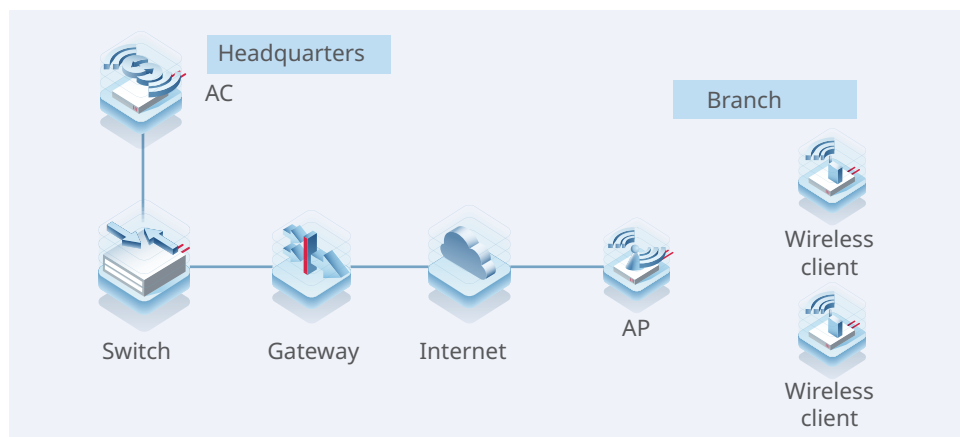 Headquarters
AC
Branch
Wireless
client
Switch
Gateway
Internet
AP
Wireless
client